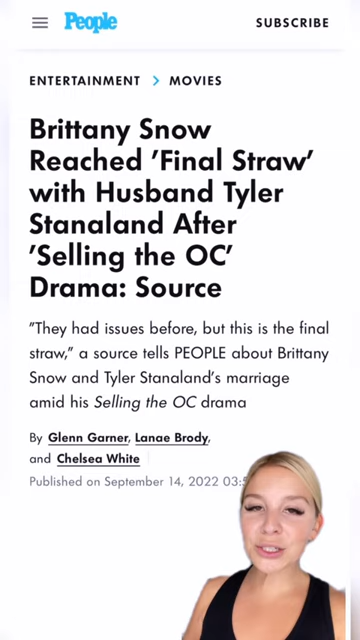 People
SUBSCRIBE
ENTERTAINMENT > MOVIES
Brittany Snow
Reached 'Final Straw'
with Husband Tyler
Stanaland After
'Selling the OC'
Drama: Source
"They had issues before, but this is the final
straw," a source tells PEOPLE about Brittany
Snow and Tyler Stanaland's marriage
amid his Selling the OC drama
By Glenn Garner, Lanae Brody,
and Chelsea White
Published on September 14, 2022